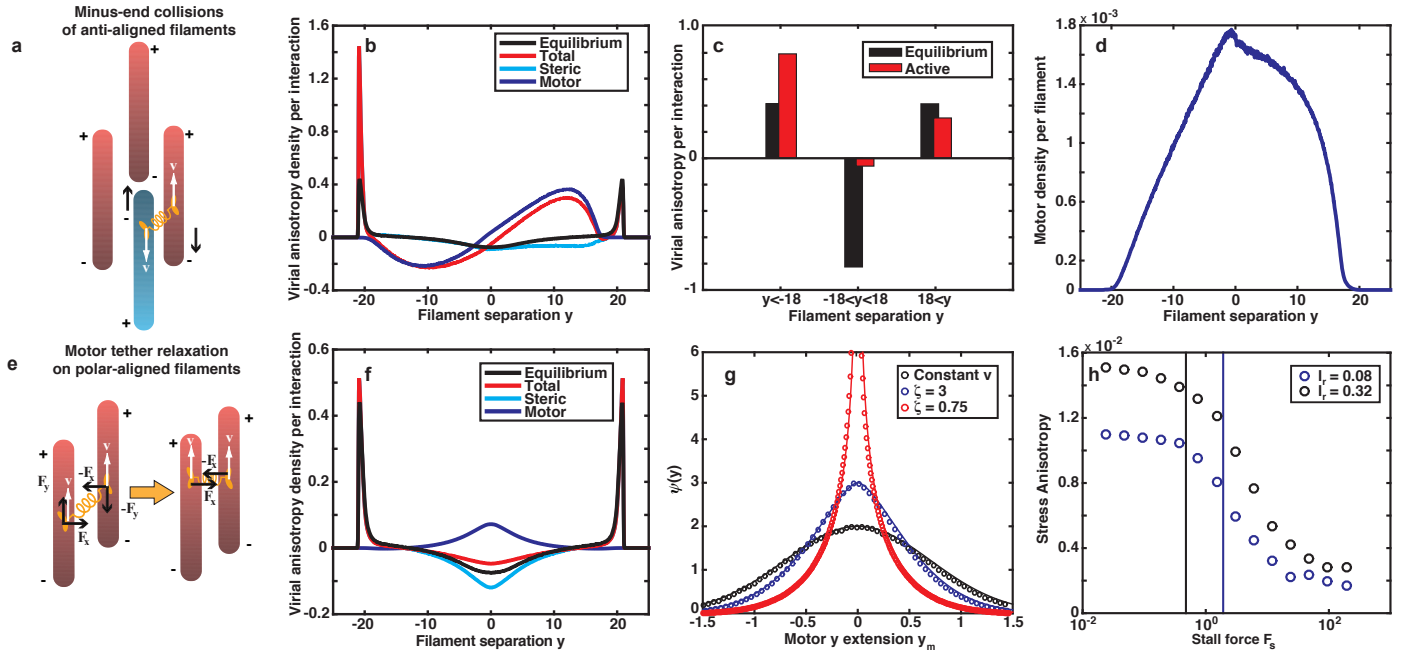 Minus-end collisions
of anti-aligned filaments
a
+
+
+
v
-
-
v
-
-
+
b
Virial anisotropy density per interaction
1.4
1.0
0.6
0.4
0
-0.4
Equilibrium
Total
Steric
Motor
-20
-10
0
10
20
Filament separation y
c
Virial anisotropy per interaction
1
0
-1
Equilibrium
Active
y<-18
-18<y<18
18<y
Filament separation y
d
x 10⁻³
Motor density per filament
1.6
1.2
0.8
0.4
0
-20
-10
0
10
20
Filament separation y
e
Motor tether relaxation
on polar-aligned filaments
+
+
v
v
F_y
-F_x
-F_y
F_x
-
-
+
+
v
v
-F_x
F_x
-
-
f
Virial anisotropy density per interaction
0.6
0.4
0.2
0
-0.2
Equilibrium
Total
Steric
Motor
-20
-10
0
10
20
Filament separation y
g
ψ(y)
6
5
4
3
2
1
0
Constant v
ζ = 3
ζ = 0.75
-1.5
-1.0
-0.5
0
0.5
1.0
1.5
Motor y extension y_m
h
x 10⁻²
Stress Anisotropy
1.6
1.2
0.8
0.4
0
l_r = 0.08
l_r = 0.32
10⁻²
10⁰
10²
Stall force F_s